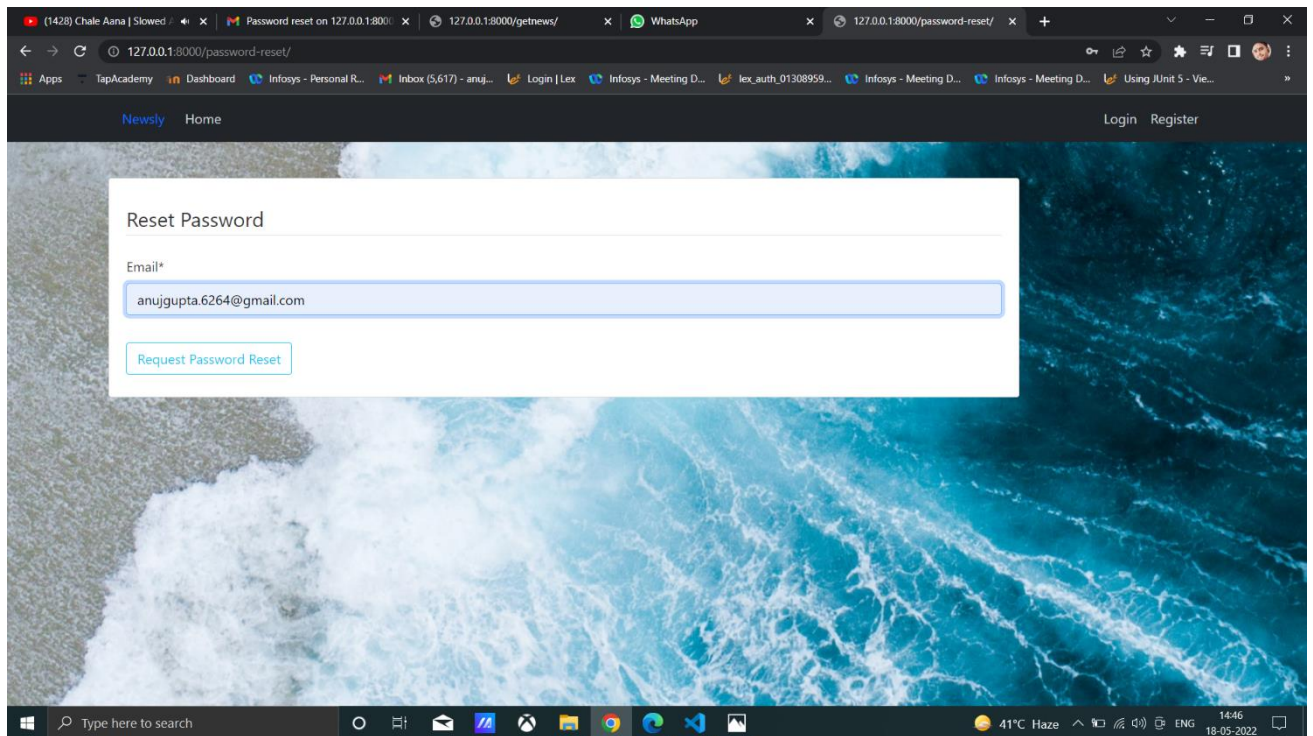 (1428) Chale Aana | Slowed
Password reset on 127.0.0.1:8000
127.0.0.1:8000/getnews/
WhatsApp
127.0.0.1:8000/password-reset/
127.0.0.1:8000/password-reset/
Apps
TapAcademy
Dashboard
Infosys - Personal R...
Inbox (5,617) - anuj...
Login | Lex
Infosys - Meeting D...
lex_auth_01308959...
Infosys - Meeting D...
Infosys - Meeting D...
Using JUnit 5 - Vie...
»
Newsly Home Login Register
Reset Password
Email*
anujgupta.6264@gmail.com
Request Password Reset
Type here to search
41°C Haze
ENG
14:46
18-05-2022